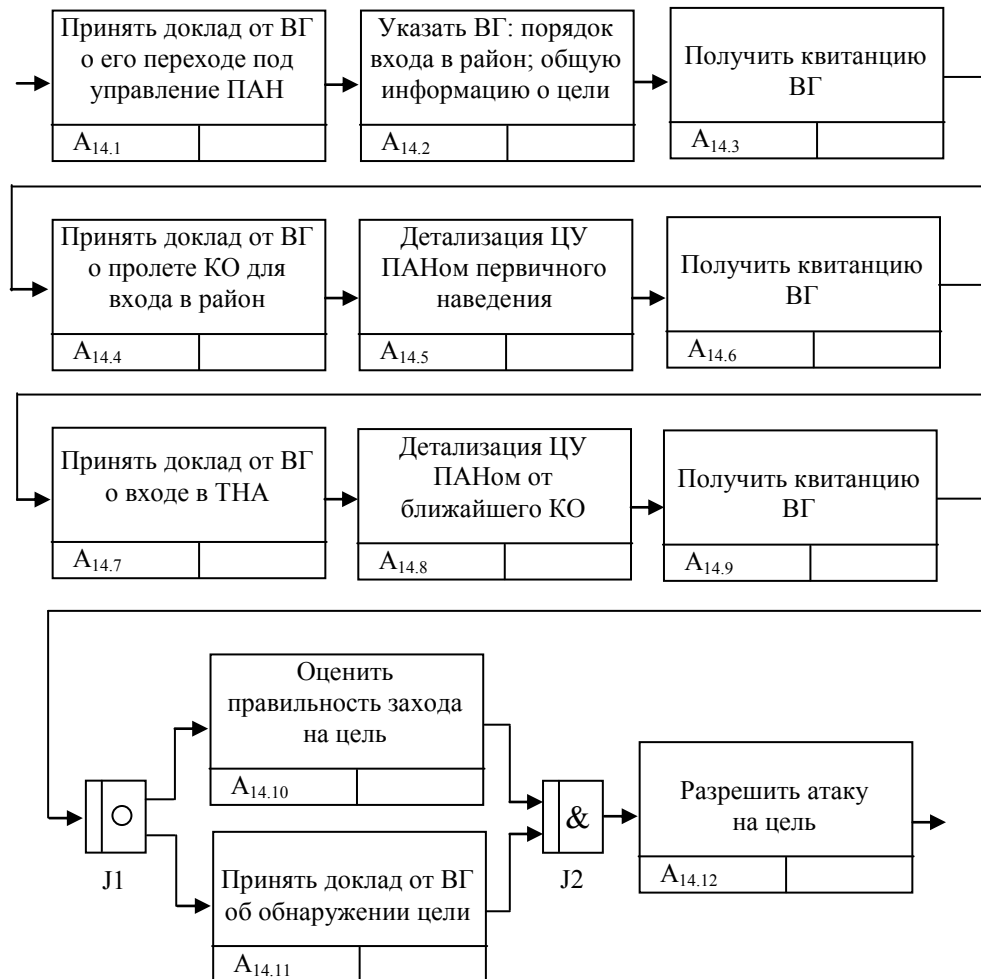 Принять доклад от ВГ
о его переходе под
управление ПАН
A14.1
Указать ВГ: порядок
входа в район; общую
информацию о цели
A14.2
Получить квитанцию
ВГ
A14.3
Принять доклад от ВГ
о пролете КО для
входа в район
A14.4
Детализация ЦУ
ПАНом первичного
наведения
A14.5
Получить квитанцию
ВГ
A14.6
Принять доклад от ВГ
о входе в ТНА
A14.7
Детализация ЦУ
ПАНом от
ближайшего КО
A14.8
Получить квитанцию
ВГ
A14.9
Оценить
правильность захода
на цель
A14.10
J1
Принять доклад от ВГ
об обнаружении цели
A14.11
&
J2
Разрешить атаку
на цель
A14.12